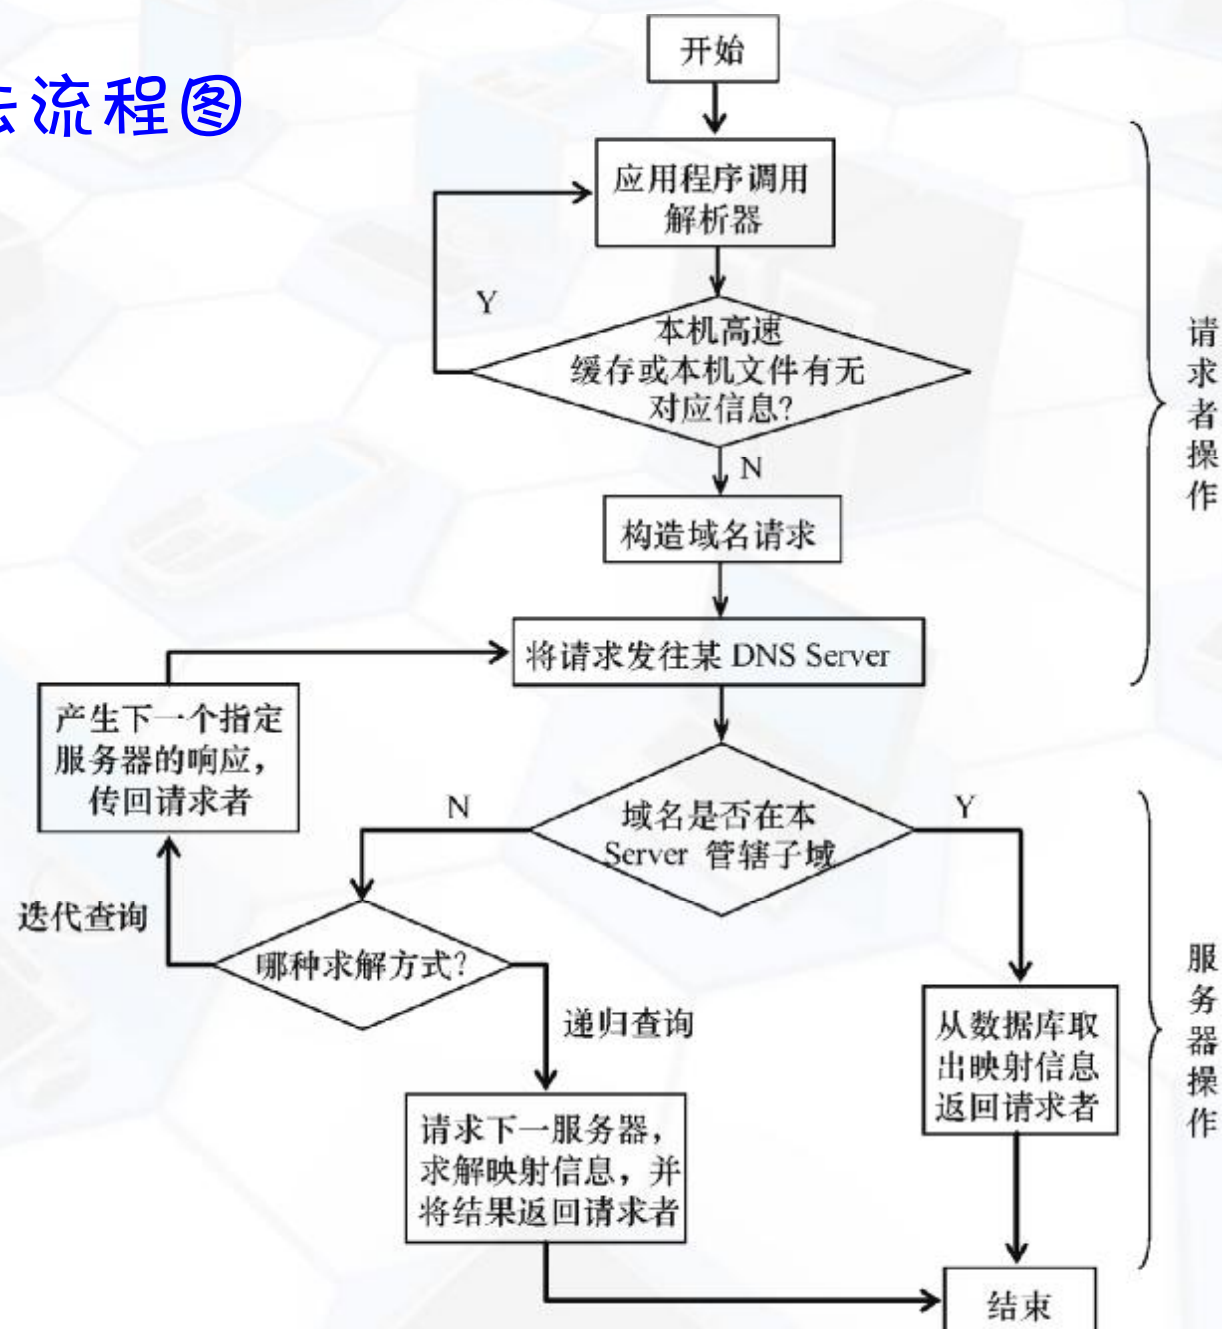 流程图
开始
应用程序调用
解析器
Y
本机高速
缓存或本机文件有无
对应信息?
N
构造域名请求
将请求发往某 DNS Server
请
求
者
操
作
产生下一个指定
服务器的响应，
传回请求者
N
域名是否在本
Server 管辖子域
Y
迭代查询
哪种求解方式?
递归查询
请求下一服务器，
求解映射信息，并
将结果返回请求者
从数据库取
出映射信息
返回请求者
服
务
器
操
作
结束